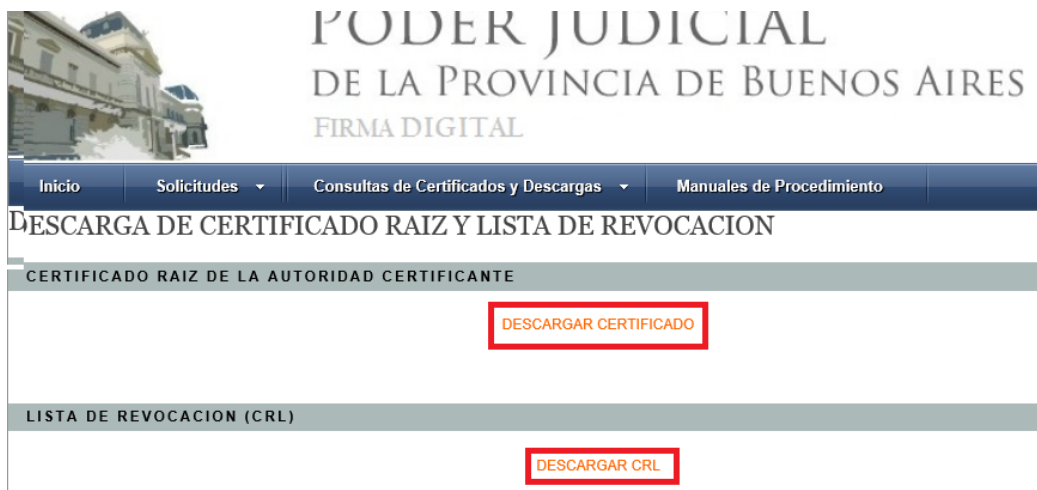 PODER JUDICIAL
DE LA PROVINCIA DE BUENOS AIRES
FIRMA DIGITAL
Inicio Solicitudes Consultas de Certificados y Descargas Manuales de Procedimiento
DESCARGA DE CERTIFICADO RAIZ Y LISTA DE REVOCACION
CERTIFICADO RAIZ DE LA AUTORIDAD CERTIFICANTE
DESCARGAR CERTIFICADO
LISTA DE REVOCACION (CRL)
DESCARGAR CRL